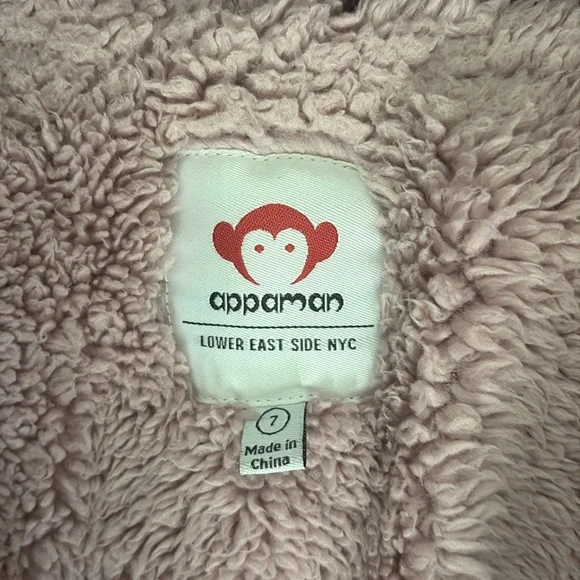 appaman
LOWER EAST SIDE NYC
7
Made in
China